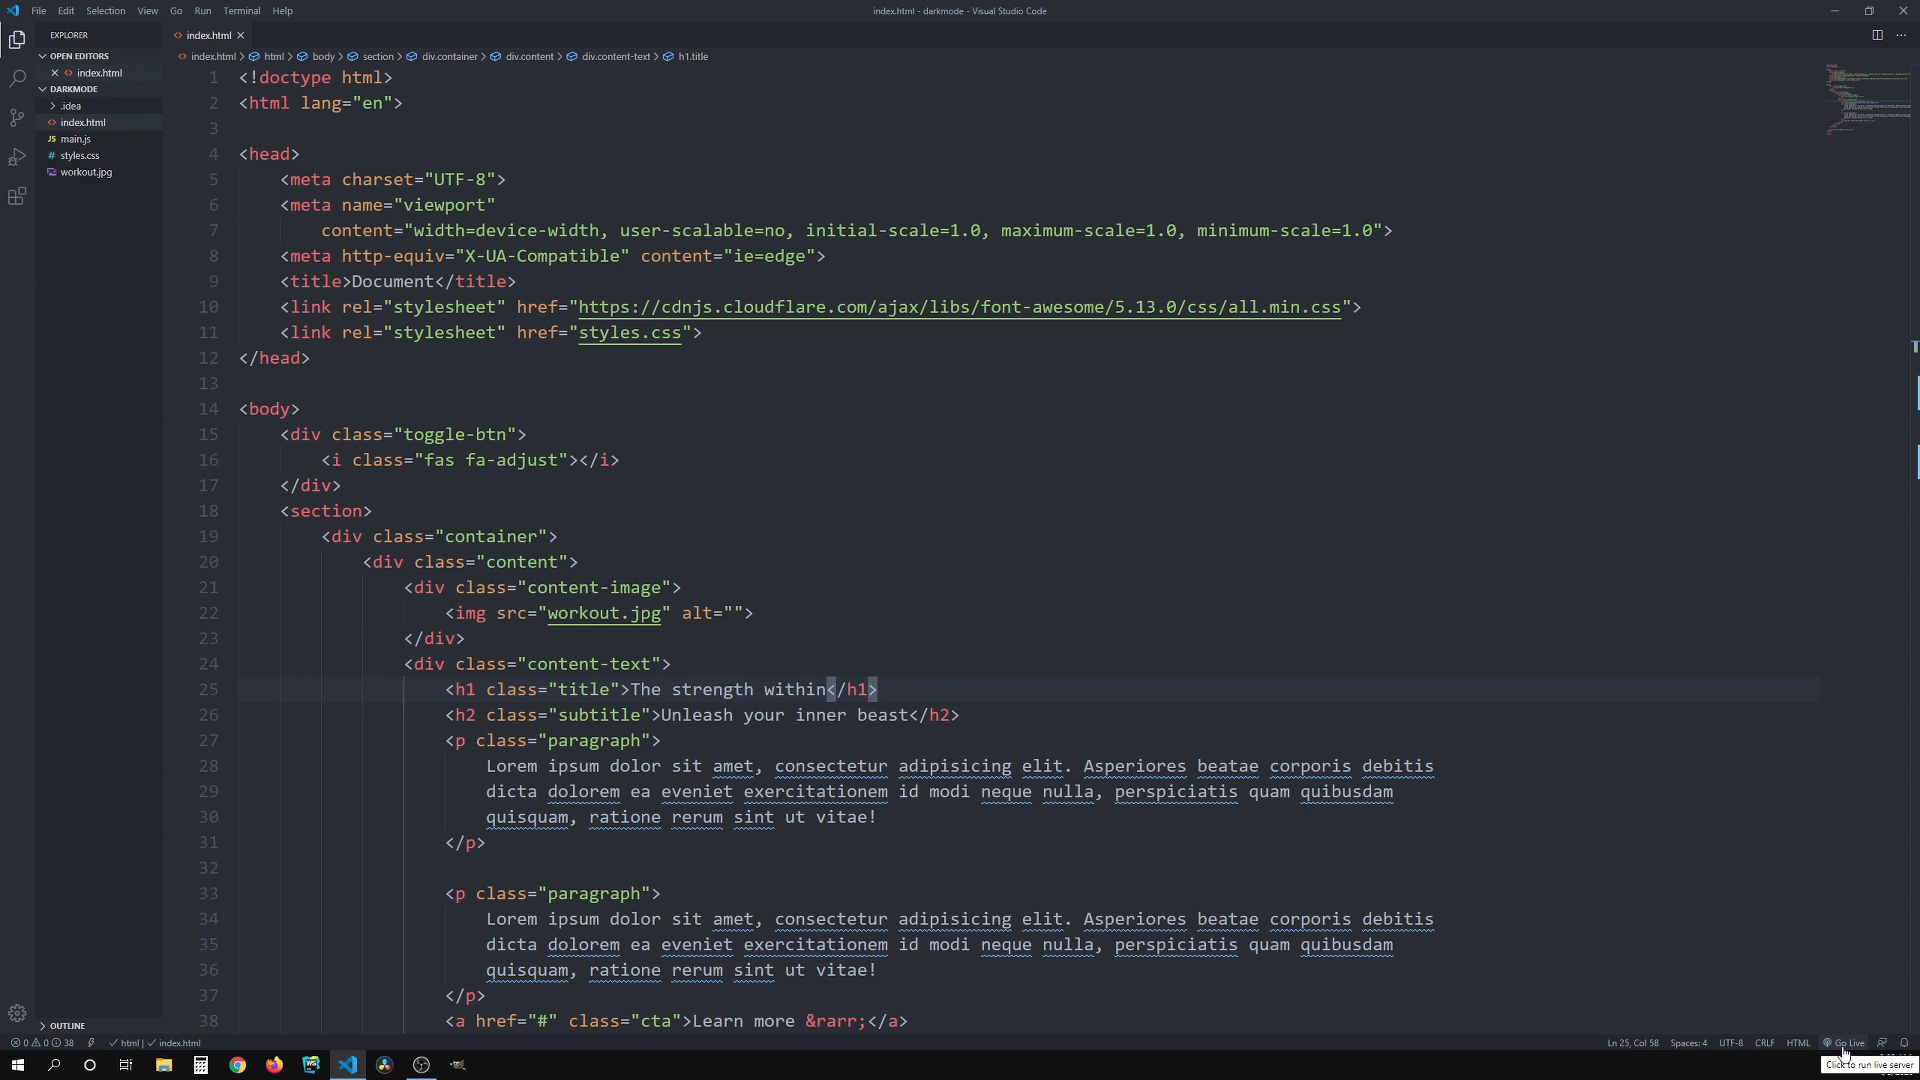 File Edit Selection View Go Run Terminal Help
index.html - darkmode - Visual Studio Code
EXPLORER
OPEN EDITORS
index.html
DARKMODE
.idea
index.html
main.js
styles.css
workout.jpg
OUTLINE
index.html
index.html > html > body > section > div.container > div.content > div.content-text > h1.title
1 <!doctype html>
2 <html lang="en">
3
4 <head>
5 <meta charset="UTF-8">
6 <meta name="viewport"
7 content="width=device-width, user-scalable=no, initial-scale=1.0, maximum-scale=1.0, minimum-scale=1.0">
8 <meta http-equiv="X-UA-Compatible" content="ie=edge">
9 <title>Document</title>
10 <link rel="stylesheet" href="https://cdnjs.cloudflare.com/ajax/libs/font-awesome/5.13.0/css/all.min.css">
11 <link rel="stylesheet" href="styles.css">
12 </head>
13
14 <body>
15 <div class="toggle-btn">
16 <i class="fas fa-adjust"></i>
17 </div>
18 <section>
19 <div class="container">
20 <div class="content">
21 <div class="content-image">
22 <img src="workout.jpg" alt="">
23 </div>
24 <div class="content-text">
25 <h1 class="title">The strength within</h1>
26 <h2 class="subtitle">Unleash your inner beast</h2>
27 <p class="paragraph">
28 Lorem ipsum dolor sit amet, consectetur adipisicing elit. Asperiores beatae corporis debitis
29 dicta dolorem ea eveniet exercitationem id modi neque nulla, perspiciatis quam quibusdam
30 quisquam, ratione rerum sint ut vitae!
31 </p>
32
33 <p class="paragraph">
34 Lorem ipsum dolor sit amet, consectetur adipisicing elit. Asperiores beatae corporis debitis
35 dicta dolorem ea eveniet exercitationem id modi neque nulla, perspiciatis quam quibusdam
36 quisquam, ratione rerum sint ut vitae!
37 </p>
38 <a href="#" class="cta">Learn more &rarr;</a>
0 0 38 html | index.html
Ln 25, Col 58 Spaces: 4 UTF-8 CRLF HTML Go Live
Click to run live server